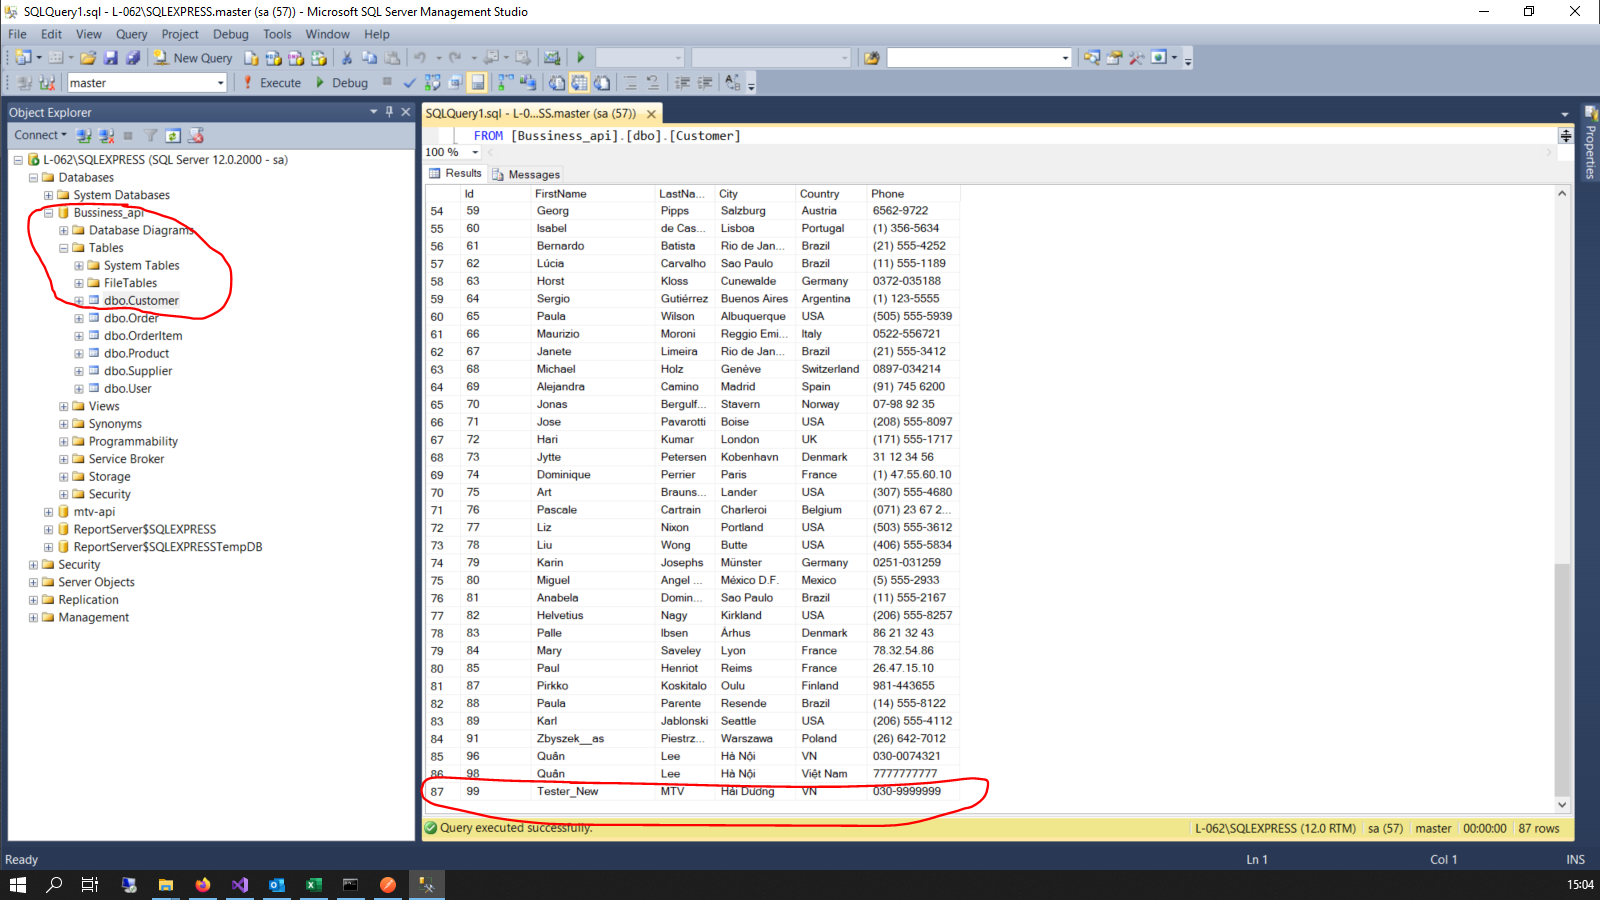 SQLQuery1.sql - L-062\SQLEXPRESS.master (sa (57)) - Microsoft SQL Server Management Studio
File Edit View Query Project Debug Tools Window Help
New Query
master Execute Debug
Object Explorer
Connect
L-062\SQLEXPRESS (SQL Server 12.0.2000 - sa)
Databases
System Databases
Bussiness_api
Database Diagrams
Tables
System Tables
FileTables
dbo.Customer
dbo.Order
dbo.OrderItem
dbo.Product
dbo.Supplier
dbo.User
Views
Synonyms
Programmability
Service Broker
Storage
Security
mtv-api
ReportServer$SQLEXPRESS
ReportServer$SQLEXPRESSTempDB
Security
Server Objects
Replication
Management
SQLQuery1.sql - L-0...SS.master (sa (57))
FROM [Bussiness_api].[dbo].[Customer]
100 %
Results Messages
Id FirstName LastNa... City Country Phone
54 59 Georg Pipps Salzburg Austria 6562-9722
55 60 Isabel de Cas... Lisboa Portugal (1) 356-5634
56 61 Bernardo Batista Rio de Jan... Brazil (21) 555-4252
57 62 Lúcia Carvalho Sao Paulo Brazil (11) 555-1189
58 63 Horst Kloss Cunewalde Germany 0372-035188
59 64 Sergio Gutiérrez Buenos Aires Argentina (1) 123-5555
60 65 Paula Wilson Albuquerque USA (505) 555-5939
61 66 Maurizio Moroni Reggio Emi... Italy 0522-556721
62 67 Janete Limeira Rio de Jan... Brazil (21) 555-3412
63 68 Michael Holz Genève Switzerland 0897-034214
64 69 Alejandra Camino Madrid Spain (91) 745 6200
65 70 Jonas Bergulf... Stavern Norway 07-98 92 35
66 71 Jose Pavarotti Boise USA (208) 555-8097
67 72 Hari Kumar London UK (171) 555-1717
68 73 Jytte Petersen Kobenhavn Denmark 31 12 34 56
69 74 Dominique Perrier Paris France (1) 47.55.60.10
70 75 Art Brauns... Lander USA (307) 555-4680
71 76 Pascale Cartrain Charleroi Belgium (071) 23 67 2...
72 77 Liz Nixon Portland USA (503) 555-3612
73 78 Liu Wong Butte USA (406) 555-5834
74 79 Karin Josephs Münster Germany 0251-031259
75 80 Miguel Angel ... México D.F. Mexico (5) 555-2933
76 81 Anabela Domin... Sao Paulo Brazil (11) 555-2167
77 82 Helvetius Nagy Kirkland USA (206) 555-8257
78 83 Palle Ibsen Århus Denmark 86 21 32 43
79 84 Mary Saveley Lyon France 78.32.54.86
80 85 Paul Henriot Reims France 26.47.15.10
81 87 Pirkko Koskitalo Oulu Finland 981-443655
82 88 Paula Parente Resende Brazil (14) 555-8122
83 89 Karl Jablonski Seattle USA (206) 555-4112
84 91 Zbyszek__as Piestrz... Warszawa Poland (26) 642-7012
85 96 Quân Lee Hà Nội VN 030-0074321
86 98 Quân Lee Hà Nội Việt Nam 7777777777
87 99 Tester_New MTV Hải Dương VN 030-9999999
Query executed successfully. L-062\SQLEXPRESS (12.0 RTM) sa (57) master 00:00:00 87 rows
Properties
Ready Ln 1 Col 1 INS
15:04